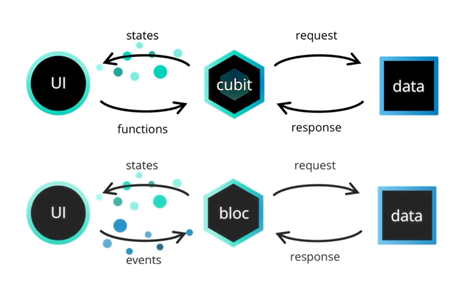 states
request
UI
cubit
data
functions
response
states
request
UI
bloc
data
events
response